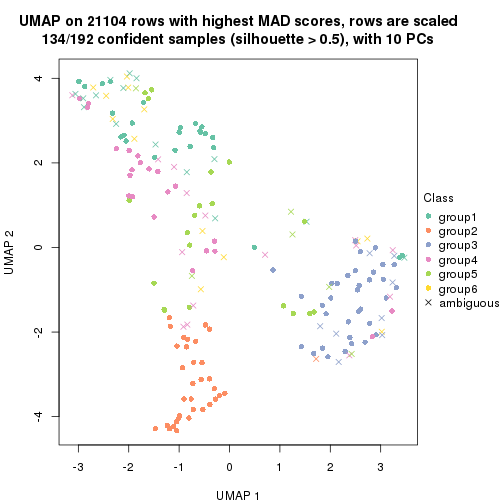 UMAP on 21104 rows with highest MAD scores, rows are scaled
134/192 confident samples (silhouette > 0.5), with 10 PCs
4
2
0
-2
-4
UMAP 2
-3
-2
-1
0
1
2
3
UMAP 1
Class
group1
group2
group3
group4
group5
group6
ambiguous